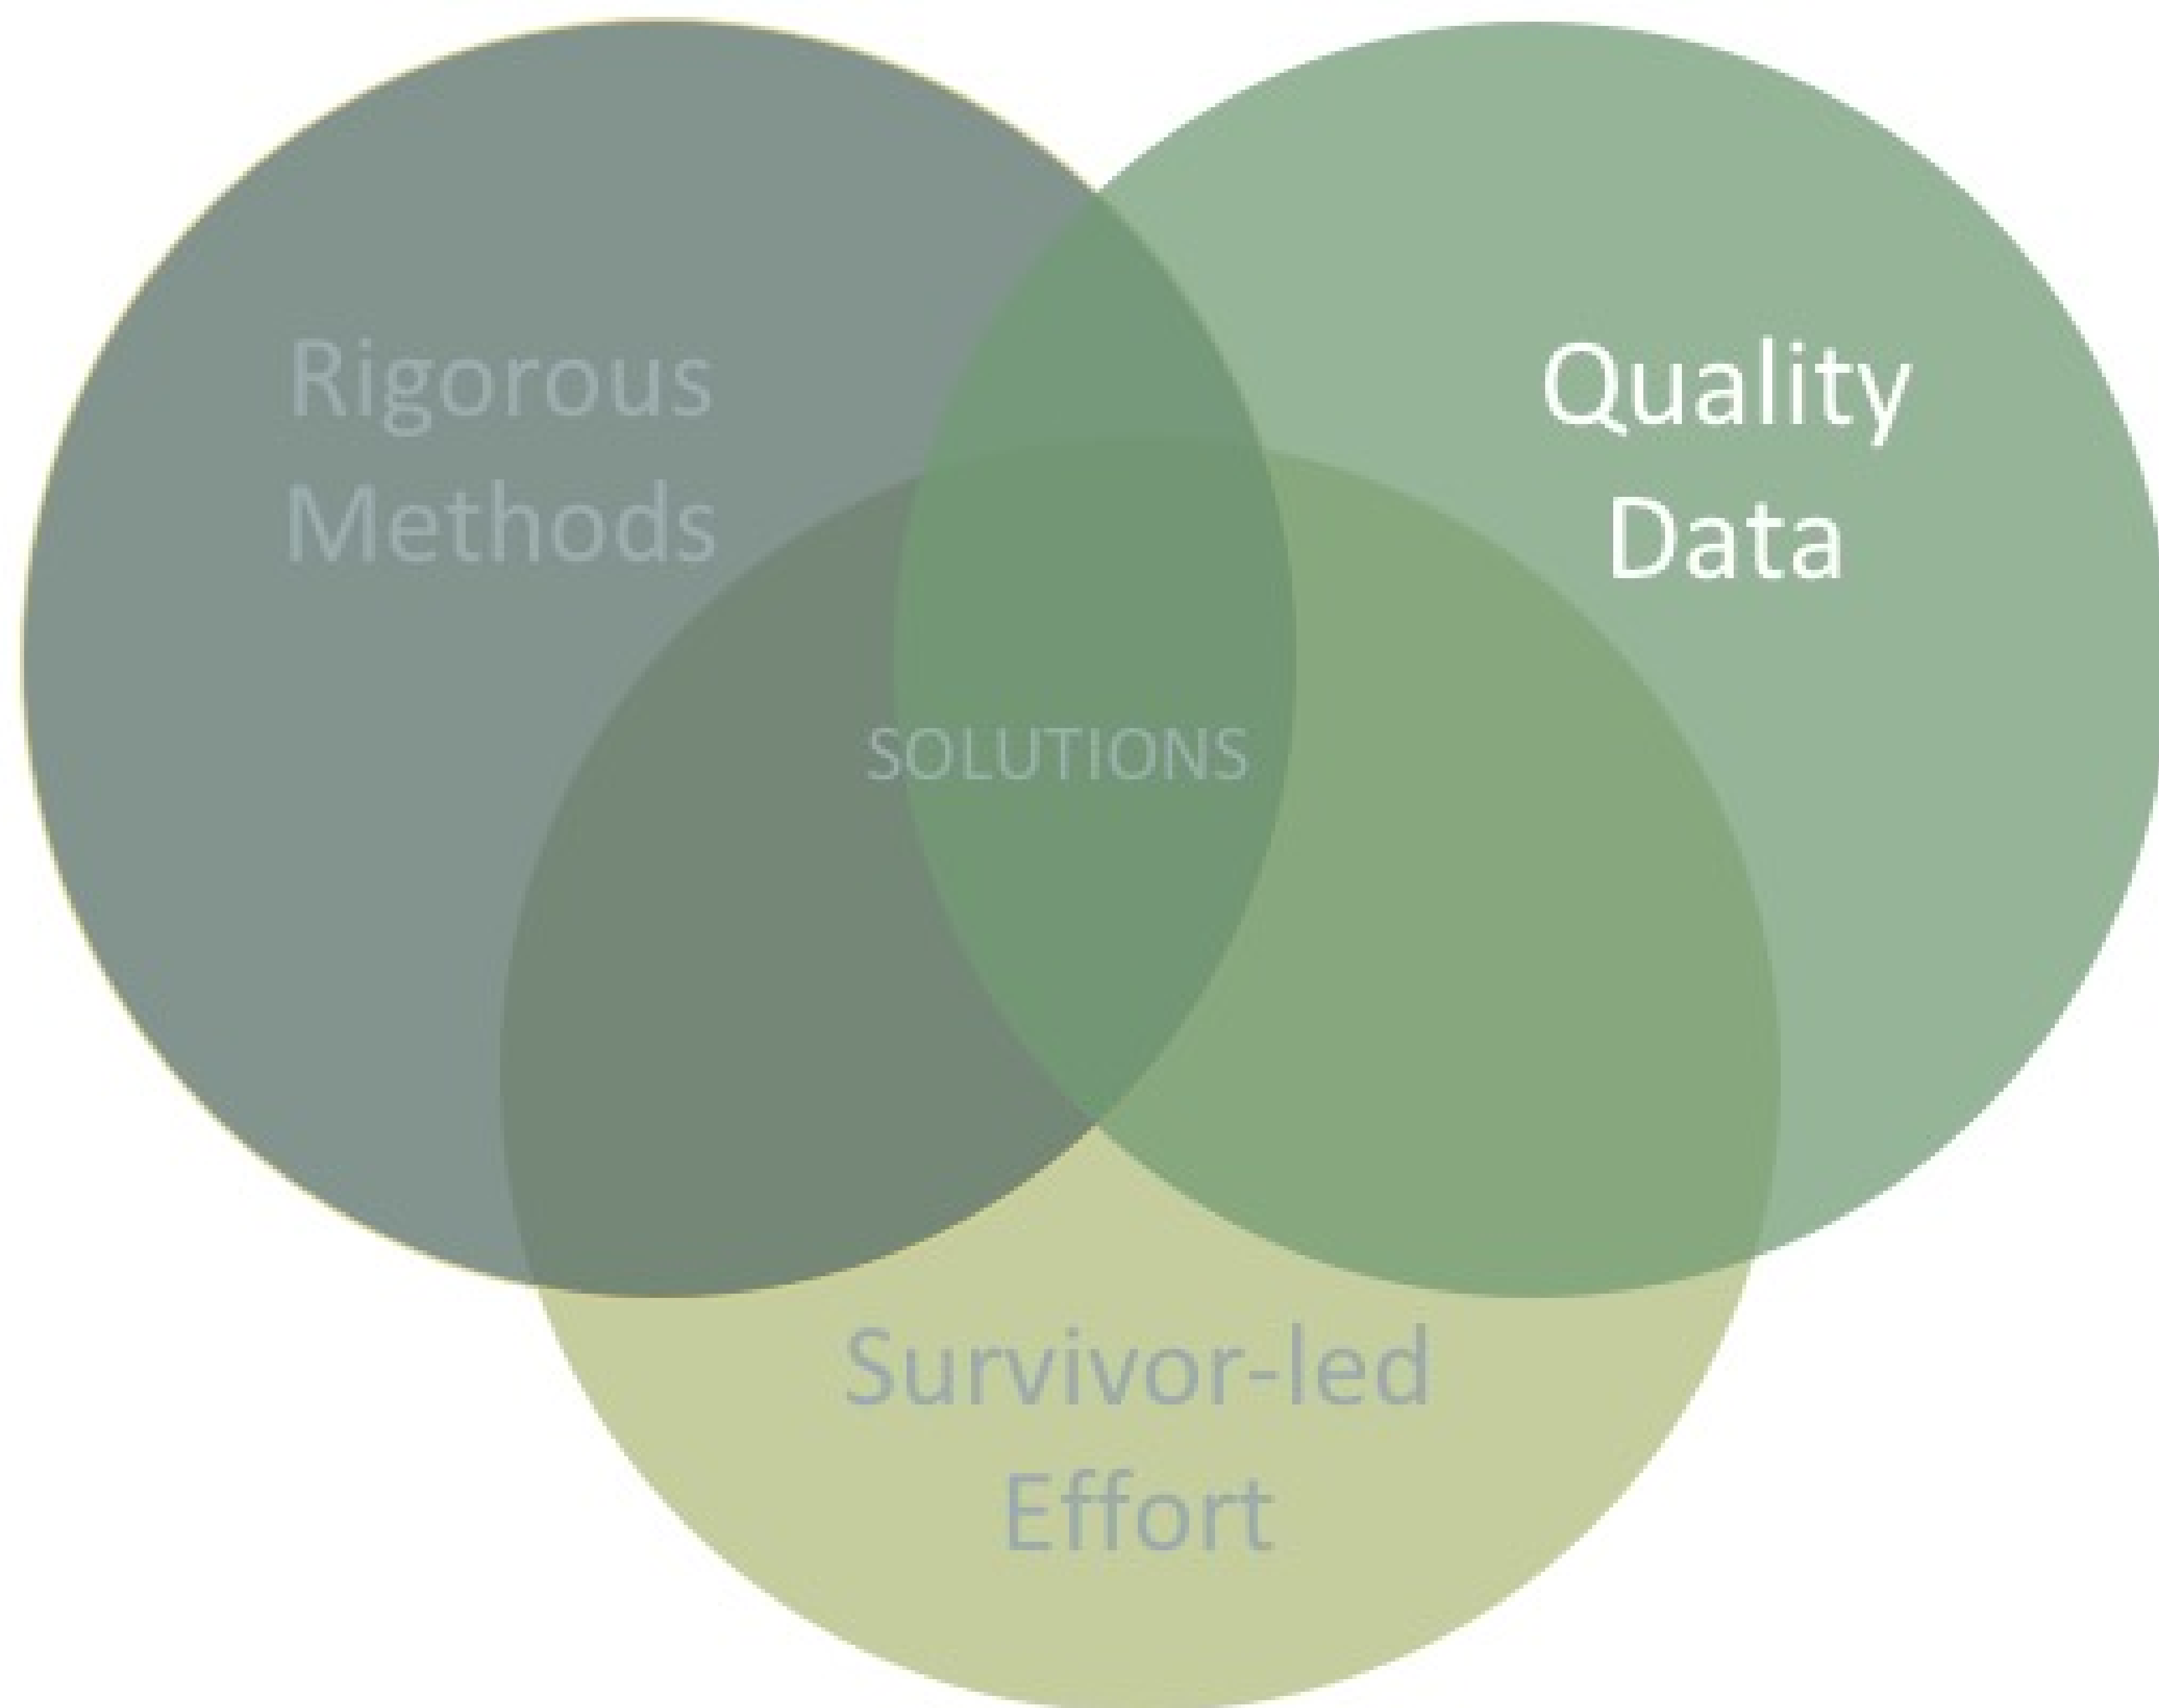 Rigorous
Methods
Quality
Data
SOLUTIONS
Survivor-led
Effort